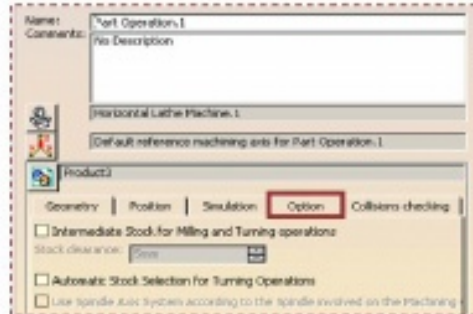 Name: Part Operation.1
Comments: No Description
Horizontal Lathe Machine.1
Default reference machining axis for Part Operation.1
Product3
Geometry | Position | Simulation | Option | Collisions checking |
Intermediate Stock for Milling and Turning operations
Stock clearance: 5mm
Automatic Stock Selection for Turning Operations
Use Spindle Axis System according to the Spindle involved on the Machining